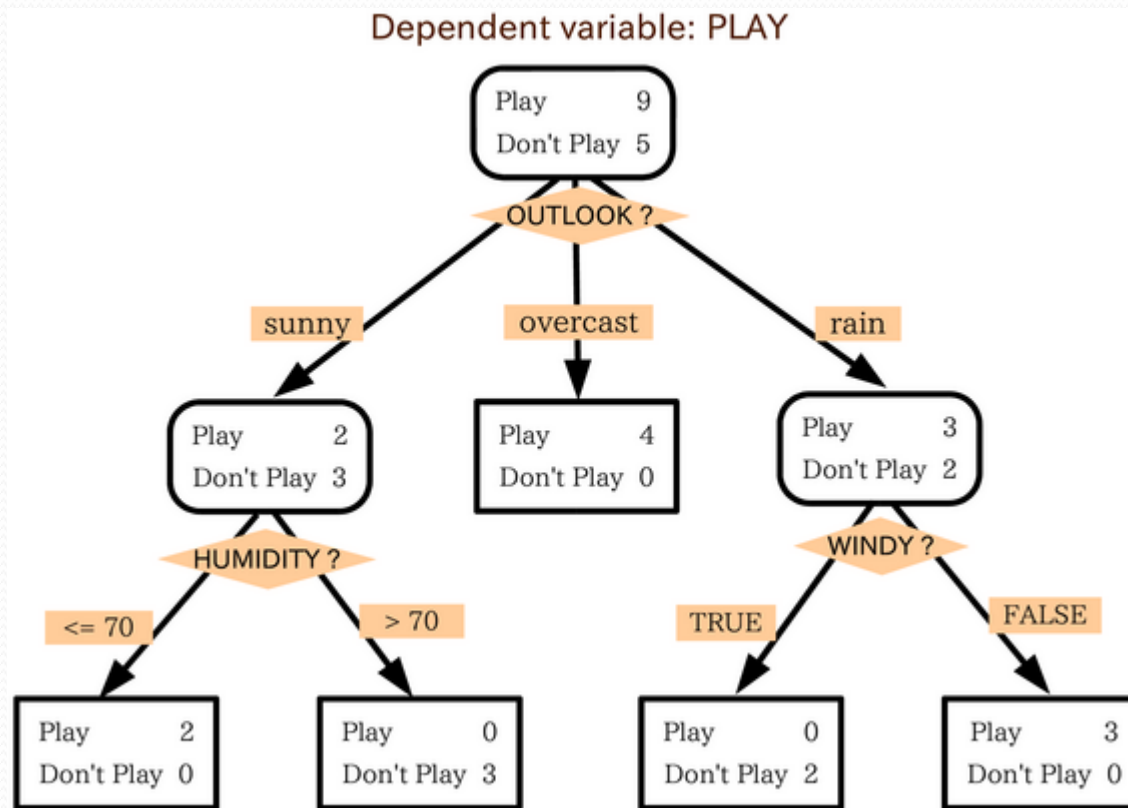 Dependent variable: PLAY
Play 9
Don't Play 5
OUTLOOK ?
sunny
overcast
rain
Play 2
Don't Play 3
Play 4
Don't Play 0
Play 3
Don't Play 2
HUMIDITY ?
WINDY ?
<= 70
> 70
TRUE
FALSE
Play 2
Don't Play 0
Play 0
Don't Play 3
Play 0
Don't Play 2
Play 3
Don't Play 0